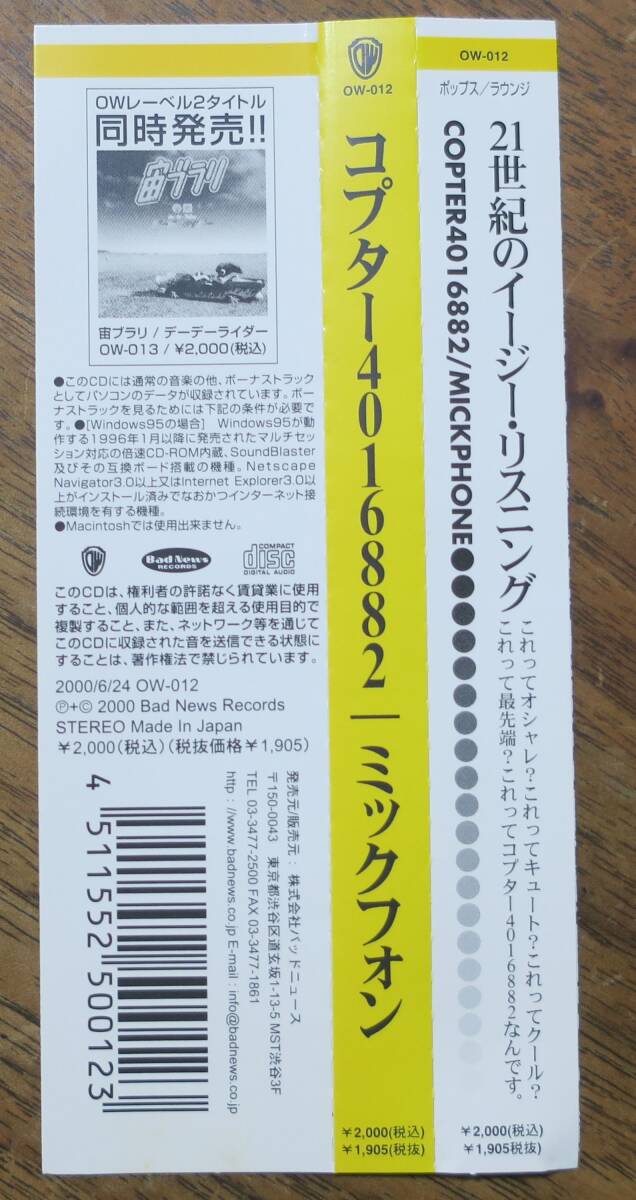 OWレーベル2タイトル
同時発売!!
宙ブラリ
宙ブラリ / デーデーライダー
OW-013 / ¥2,000(税込)
●このCDには通常の音楽の他、ボーナストラック
としてパソコンのデータが収録されています。ボー
ナストラックを見るためには下記の条件が必要で
す。●[Windows95の場合] Windows95が
動作する1996年1月以降に発売されたマルチセッ
ション対応の倍速CD-ROM内蔵、SoundBlaster
及びその互換ボード搭載の機種。Netscape
Navigator3.0以上又はInternet Explorer3.0以
上がインストール済みでなおかつインターネット接
続環境を有する機種。
●Macintoshでは使用出来ません。
OW
Bad News
RECORDS
COMPACT
disc
DIGITAL AUDIO
このCDは、権利者の許諾なく賃貸業に使用
すること、個人的な範囲を超える使用目的で
複製すること、また、ネットワーク等を通じて
このCDに収録された音を送信できる状態に
することは、著作権法で禁じられています。
2000/6/24 OW-012
℗+© 2000 Bad News Records
STEREO Made In Japan
¥2,000(税込)(税抜価格¥1,905)
4 511552 500123
発売元/販売元:株式会社バッドニュース
〒150-0043 東京都渋谷区道玄坂1-13-5 MST渋谷3F
TEL 03-3477-2500 FAX 03-3477-1861
http://www.badnews.co.jp E-mail:info@badnews.co.jp
OW
OW-012
コプター4016882|ミックフォン
¥2,000(税込)
¥1,905(税抜)
OW-012
ポップス/ラウンジ
21世紀のイージー・リスニング
COPTER4016882/MICKPHONE●●●●●●●●●●●●●●●●●●●
これってオシャレ?これってキュート?これってクール?
これって最先端?これってコプター4016882なんです。
¥2,000(税込)
¥1,905(税抜)